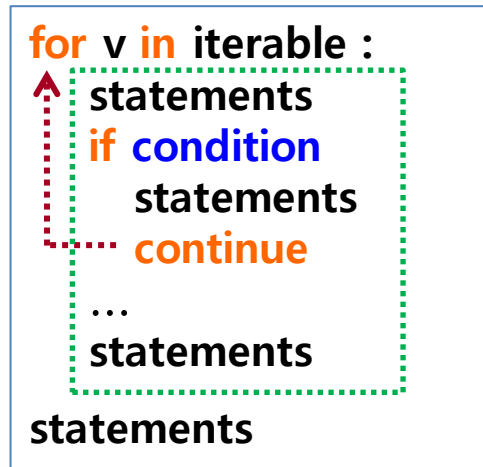 for v in iterable :
statements
if condition
statements
continue
...
statements
statements